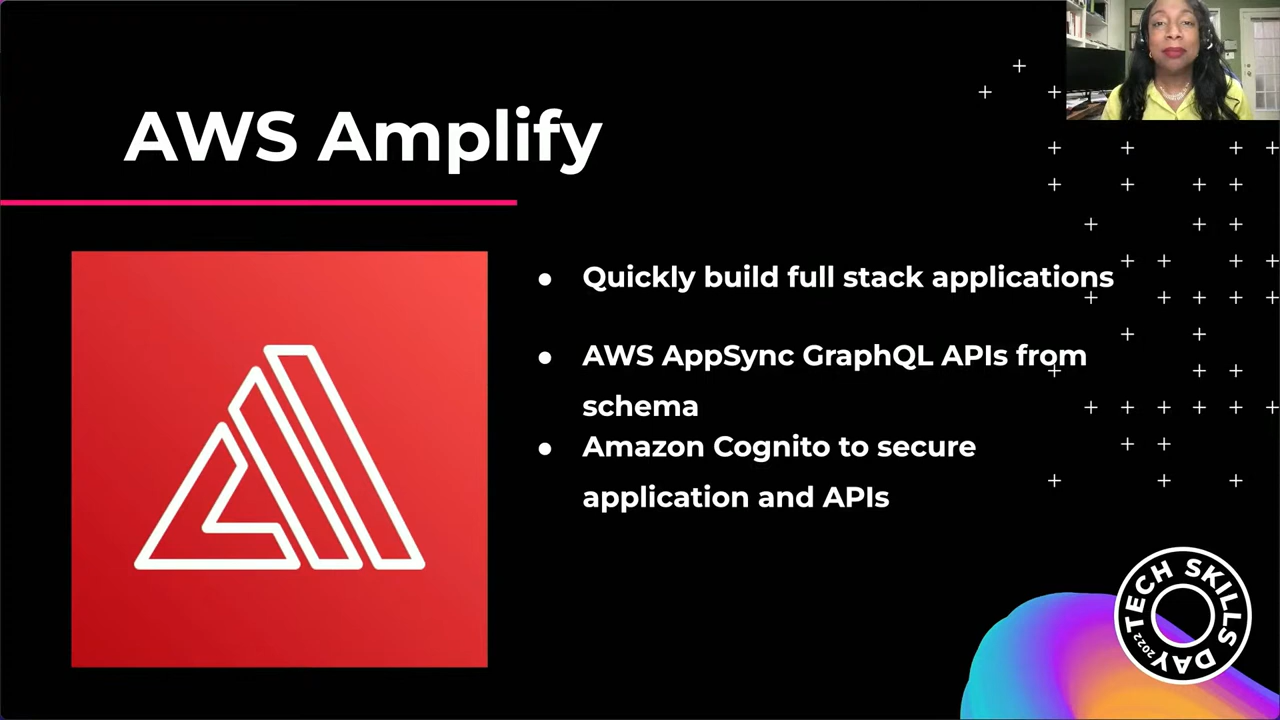 AWS Amplify
● Quickly build full stack applications
● AWS AppSync GraphQL APIs from
schema
● Amazon Cognito to secure
application and APIs
TECH SKILLS DAY 2022